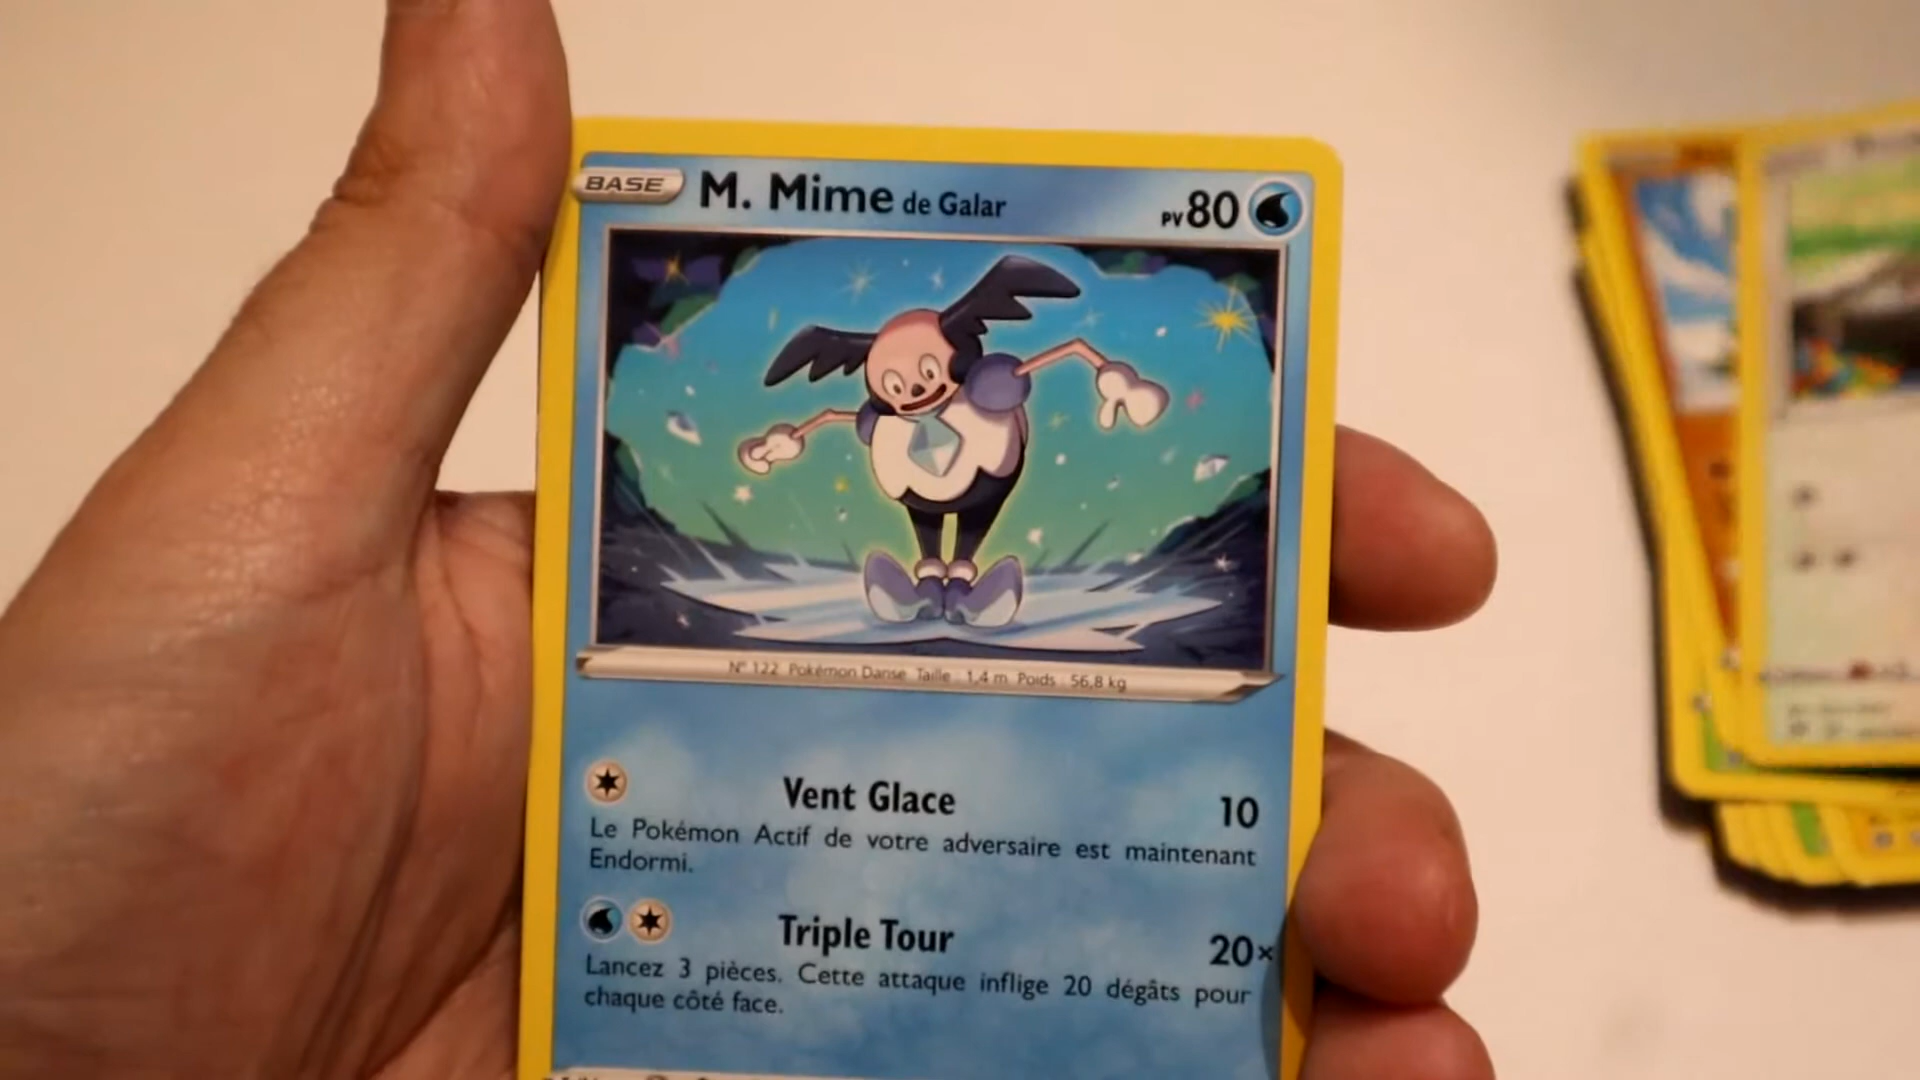 BASE M. Mime de Galar PV 80
N° 122 Pokémon Danse Taille : 1,4 m Poids : 56,8 kg
Vent Glace 10
Le Pokémon Actif de votre adversaire est maintenant
Endormi.
Triple Tour 20×
Lancez 3 pièces. Cette attaque inflige 20 dégâts pour
chaque côté face.